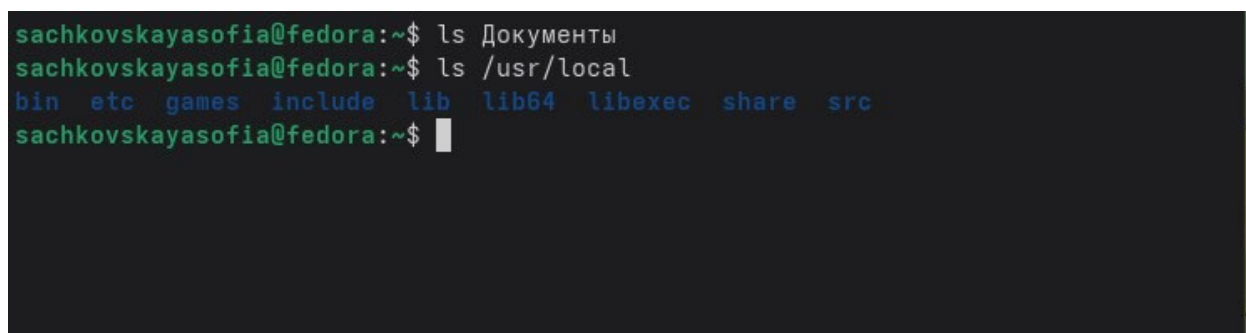 sachkovskayasofia@fedora:~$ ls Документы
sachkovskayasofia@fedora:~$ ls /usr/local
bin etc games include lib lib64 libexec share src
sachkovskayasofia@fedora:~$